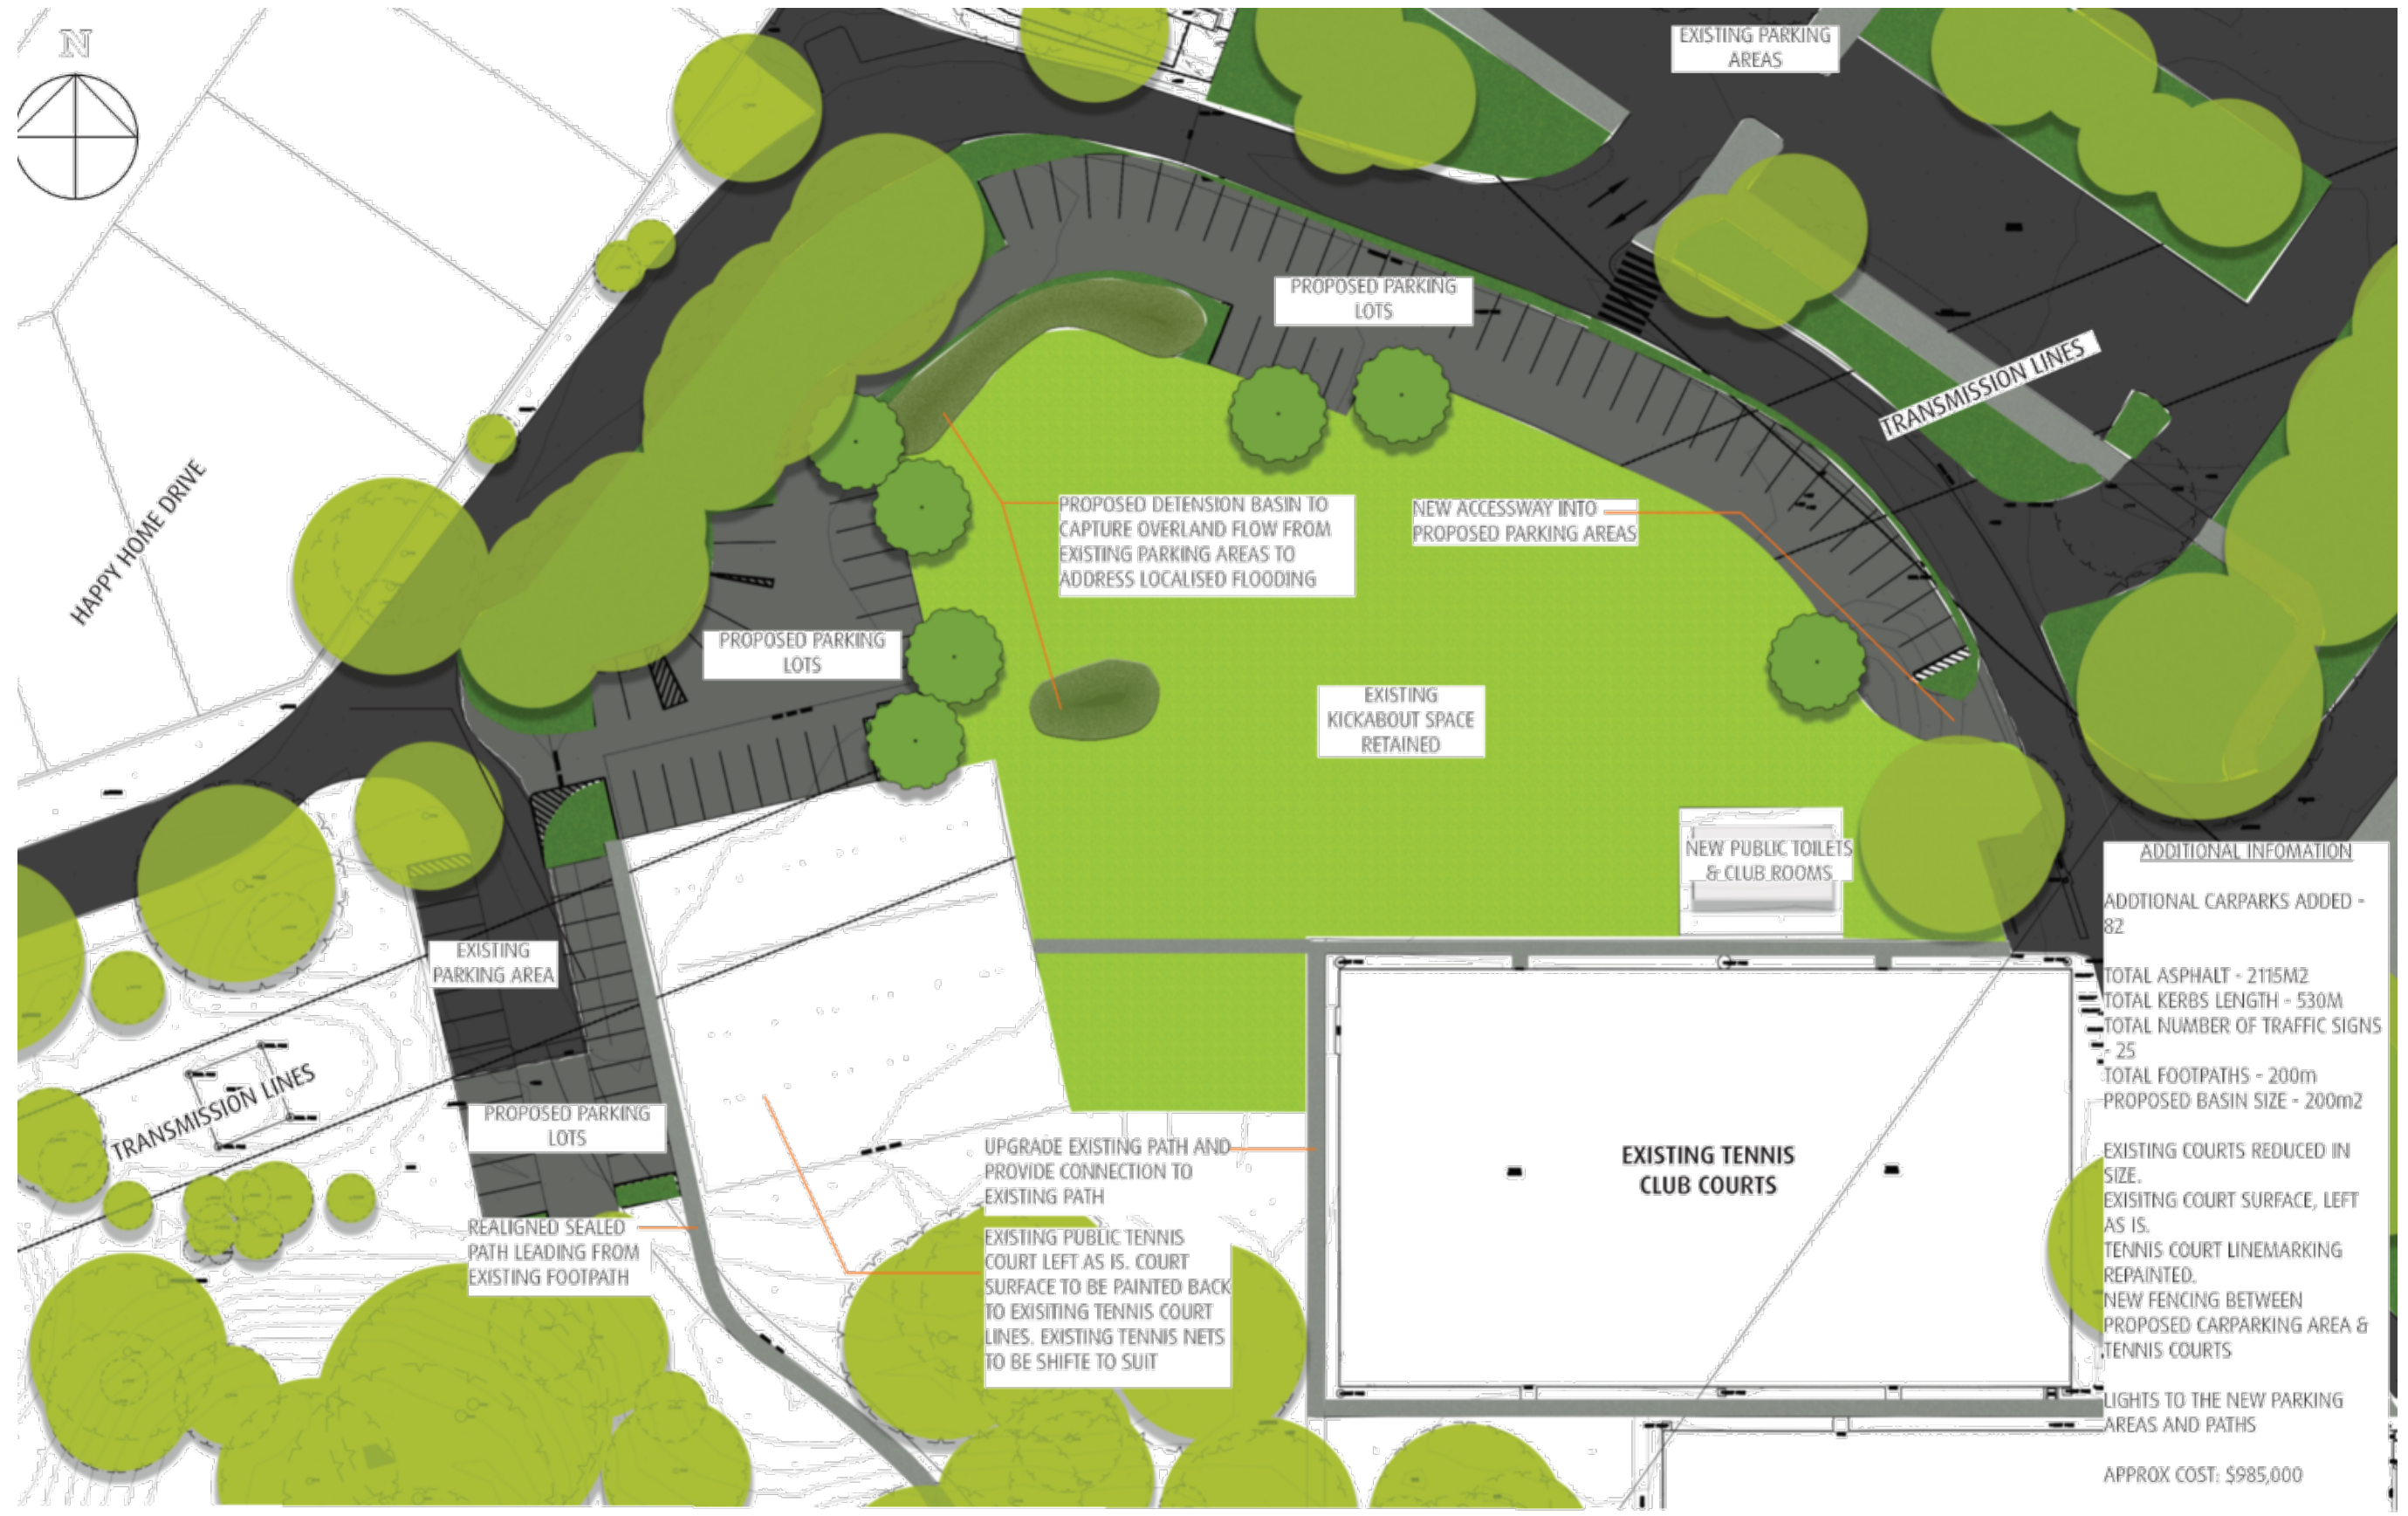 N
EXISTING PARKING
AREAS
PROPOSED PARKING
LOTS
TRANSMISSION LINES
HAPPY HOME DRIVE
PROPOSED DETENSION BASIN TO
CAPTURE OVERLAND FLOW FROM
EXISTING PARKING AREAS TO
ADDRESS LOCALISED FLOODING
NEW ACCESSWAY INTO
PROPOSED PARKING AREAS
PROPOSED PARKING
LOTS
EXISTING
KICKABOUT SPACE
RETAINED
NEW PUBLIC TOILETS
& CLUB ROOMS
EXISTING
PARKING AREA
TRANSMISSION LINES
PROPOSED PARKING
LOTS
REALIGNED SEALED
PATH LEADING FROM
EXISTING FOOTPATH
UPGRADE EXISTING PATH AND
PROVIDE CONNECTION TO
EXISTING PATH
EXISTING PUBLIC TENNIS
COURT LEFT AS IS. COURT
SURFACE TO BE PAINTED BACK
TO EXISITING TENNIS COURT
LINES. EXISTING TENNIS NETS
TO BE SHIFTE TO SUIT
EXISTING TENNIS
CLUB COURTS
ADDITIONAL INFOMATION
ADDTIONAL CARPARKS ADDED -
82
TOTAL ASPHALT - 2115M2
TOTAL KERBS LENGTH - 530M
TOTAL NUMBER OF TRAFFIC SIGNS
- 25
TOTAL FOOTPATHS - 200m
PROPOSED BASIN SIZE - 200m2
EXISTING COURTS REDUCED IN
SIZE.
EXISITNG COURT SURFACE, LEFT
AS IS.
TENNIS COURT LINEMARKING
REPAINTED.
NEW FENCING BETWEEN
PROPOSED CARPARKING AREA &
TENNIS COURTS
LIGHTS TO THE NEW PARKING
AREAS AND PATHS
APPROX COST: $985,000